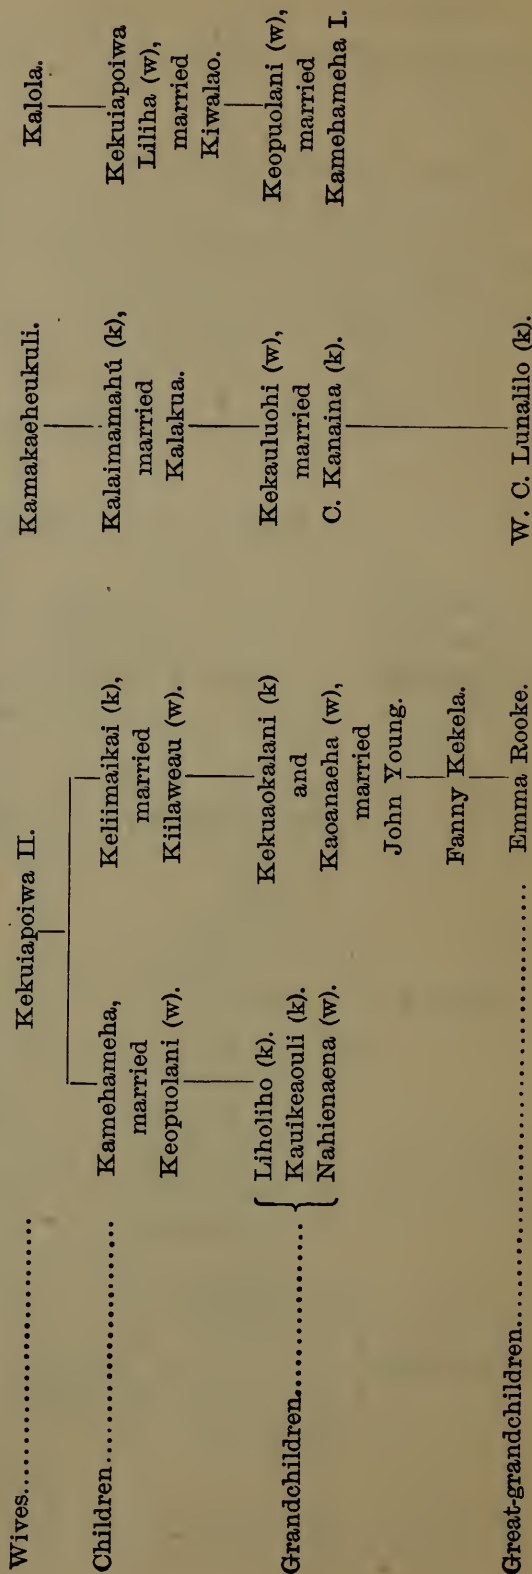 Wives..............................
Kekuiapoiwa II.
Kamakaeheukuli.
Kalola.
Children..........................
Kamehameha,
married
Keopuolani (w).
Keliimaikai (k),
married
Kiilaweau (w).
Kalaimamahú (k),
married
Kalakua.
Kekuiapoiwa
Liliha (w),
married
Kiwalao.
Grandchildren..................
Liholiho (k).
Kauikeaouli (k).
Nahienaena (w).
Kekuaokalani (k)
and
Kaoanaeha (w),
married
John Young.
Fanny Kekela.
Kekauluohi (w),
married
C. Kanaina (k).
Keopuolani (w),
married
Kamehameha I.
Great-grandchildren..................................................
Emma Rooke.
W. C. Lunalilo (k).